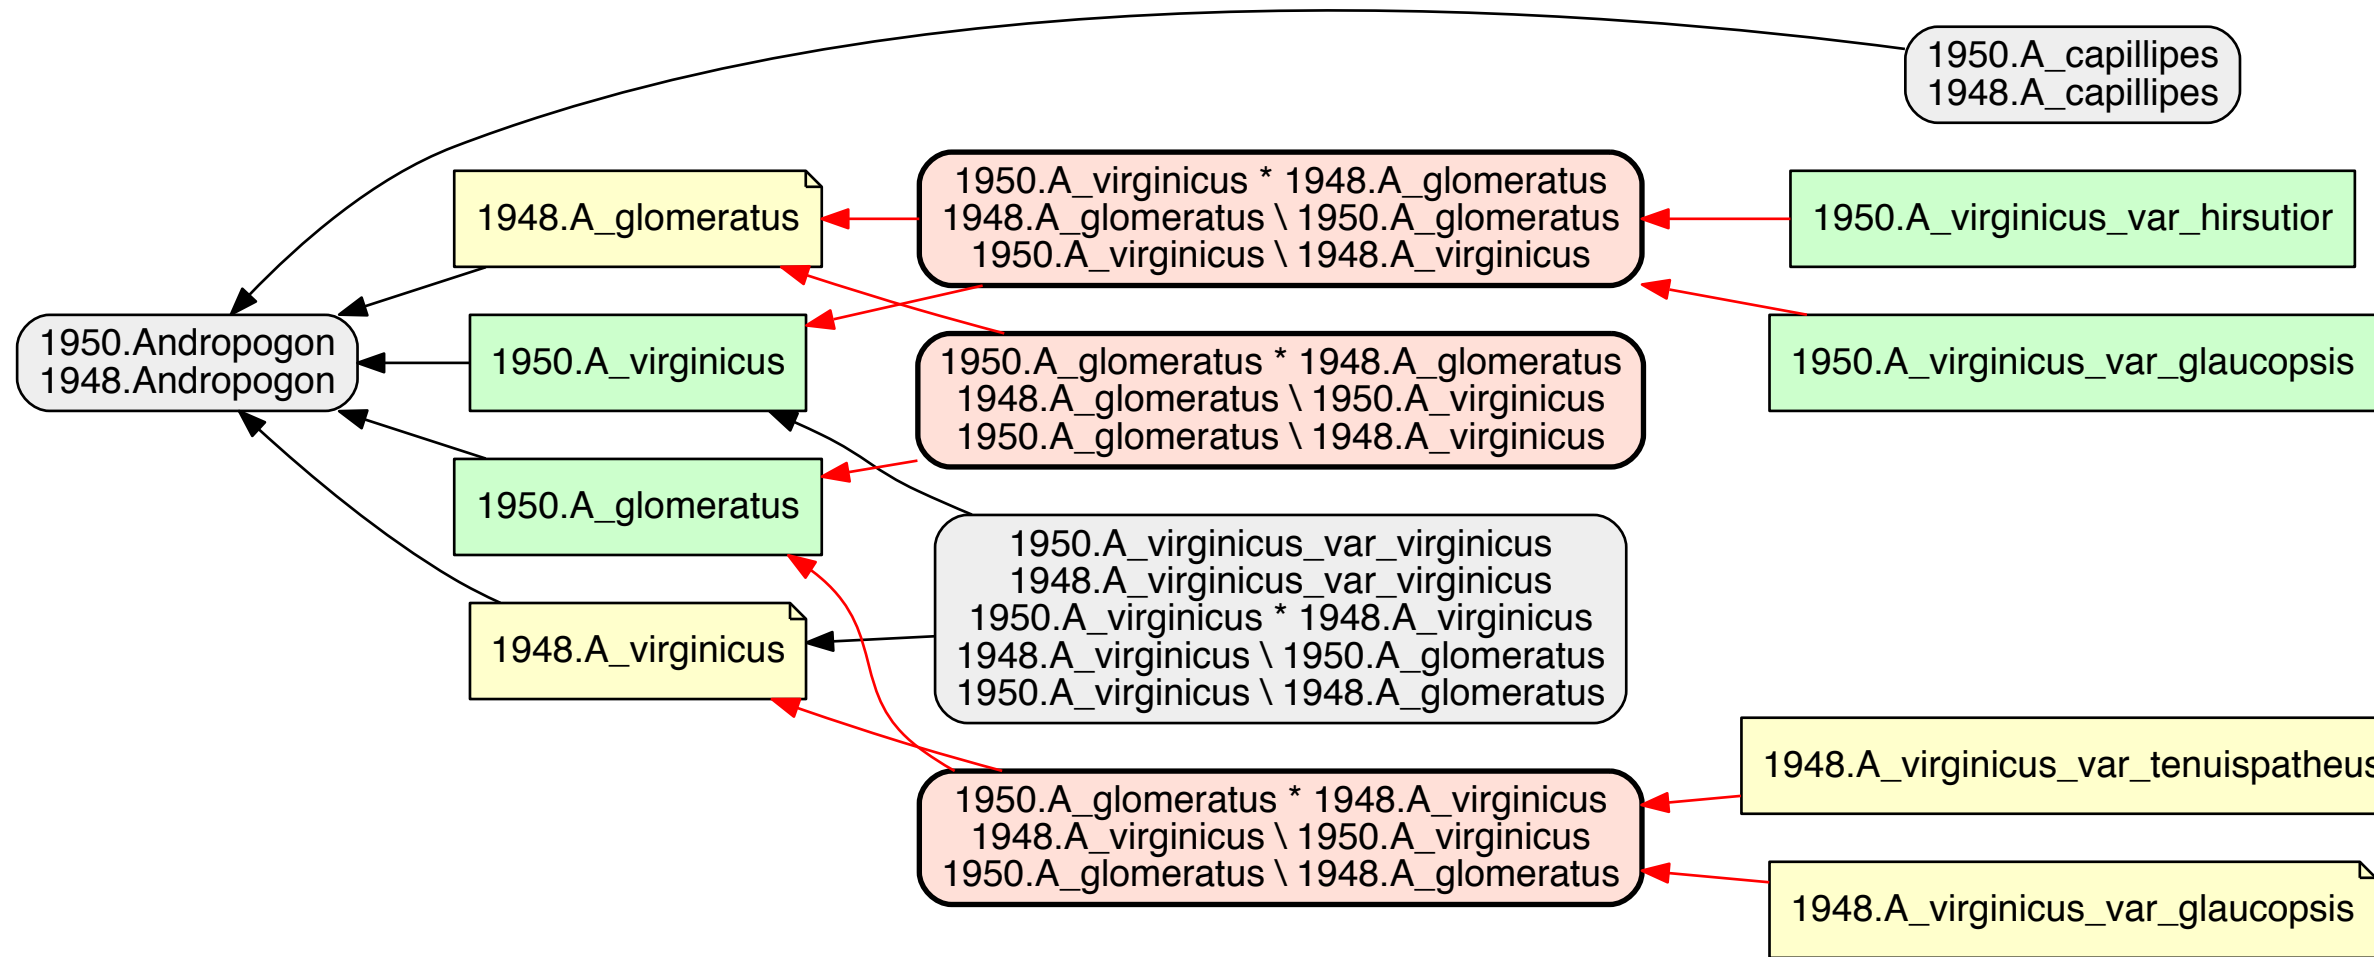 1950.A_capillipes
1948.A_capillipes
1950.A_virginicus * 1948.A_glomeratus
1948.A_glomeratus \ 1950.A_glomeratus
1950.A_virginicus \ 1948.A_virginicus
1948.A_glomeratus
1950.A_virginicus_var_hirsutior
1950.Andropogon
1948.Andropogon
1950.A_virginicus
1950.A_glomeratus * 1948.A_glomeratus
1948.A_glomeratus \ 1950.A_virginicus
1950.A_glomeratus \ 1948.A_virginicus
1950.A_virginicus_var_glaucopsis
1950.A_glomeratus
1950.A_virginicus_var_virginicus
1948.A_virginicus_var_virginicus
1950.A_virginicus * 1948.A_virginicus
1948.A_virginicus \ 1950.A_glomeratus
1950.A_virginicus \ 1948.A_glomeratus
1948.A_virginicus
1950.A_glomeratus * 1948.A_virginicus
1948.A_virginicus \ 1950.A_virginicus
1950.A_glomeratus \ 1948.A_glomeratus
1948.A_virginicus_var_tenuispatheus
1948.A_virginicus_var_glaucopsis